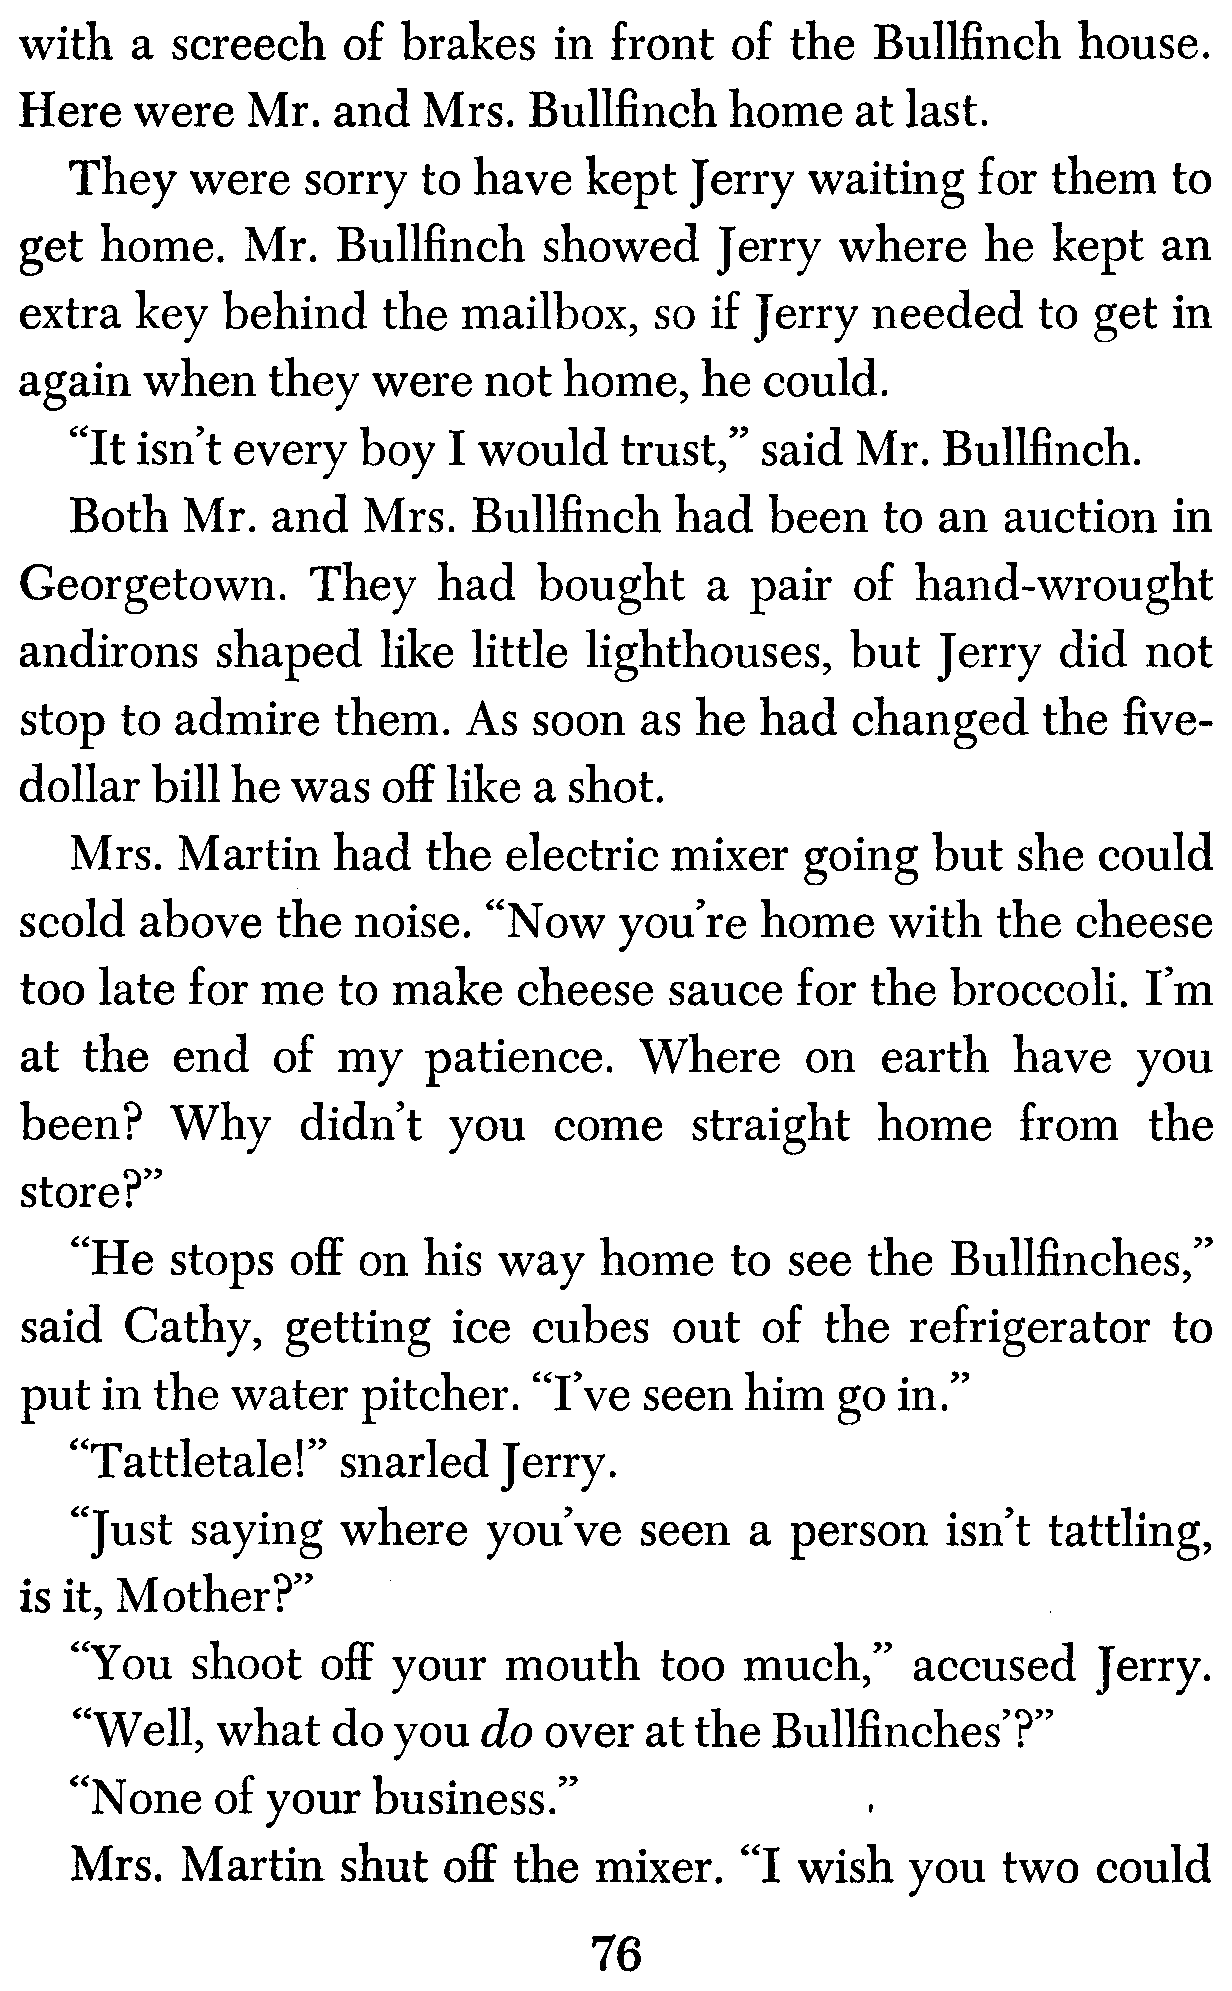 with a screech of brakes in front of the Bullfinch house.
Here were Mr. and Mrs. Bullfinch home at last.
They were sorry to have kept Jerry waiting for them to
get home. Mr. Bullfinch showed Jerry where he kept an
extra key behind the mailbox, so if Jerry needed to get in
again when they were not home, he could.
“It isn’t every boy I would trust,” said Mr. Bullfinch.
Both Mr. and Mrs. Bullfinch had been to an auction in
Georgetown. They had bought a pair of hand-wrought
andirons shaped like little lighthouses, but Jerry did not
stop to admire them. As soon as he had changed the five-
dollar bill he was off like a shot.
Mrs. Martin had the electric mixer going but she could
scold above the noise. “Now you’re home with the cheese
too late for me to make cheese sauce for the broccoli. I’m
at the end of my patience. Where on earth have you
been? Why didn’t you come straight home from the
store?”
“He stops off on his way home to see the Bullfinches,”
said Cathy, getting ice cubes out of the refrigerator to
put in the water pitcher. “I’ve seen him go in.”
“Tattletale!” snarled Jerry.
“Just saying where you’ve seen a person isn’t tattling,
is it, Mother?”
“You shoot off your mouth too much,” accused Jerry.
“Well, what do you do over at the Bullfinches’?”
“None of your business.”
Mrs. Martin shut off the mixer. “I wish you two could
76